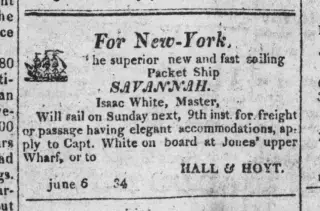 For New-York,
he superior new and fast sailing
Packet Ship
SAVANNAH.
Isaac White, Master,
Will sail on Sunday next, 9th inst. for freight
or passage having elegant accommodations, ap
ply to Capt. White on board at Jones' upper
Wharf, or to
HALL & HOYT.
june 6 34